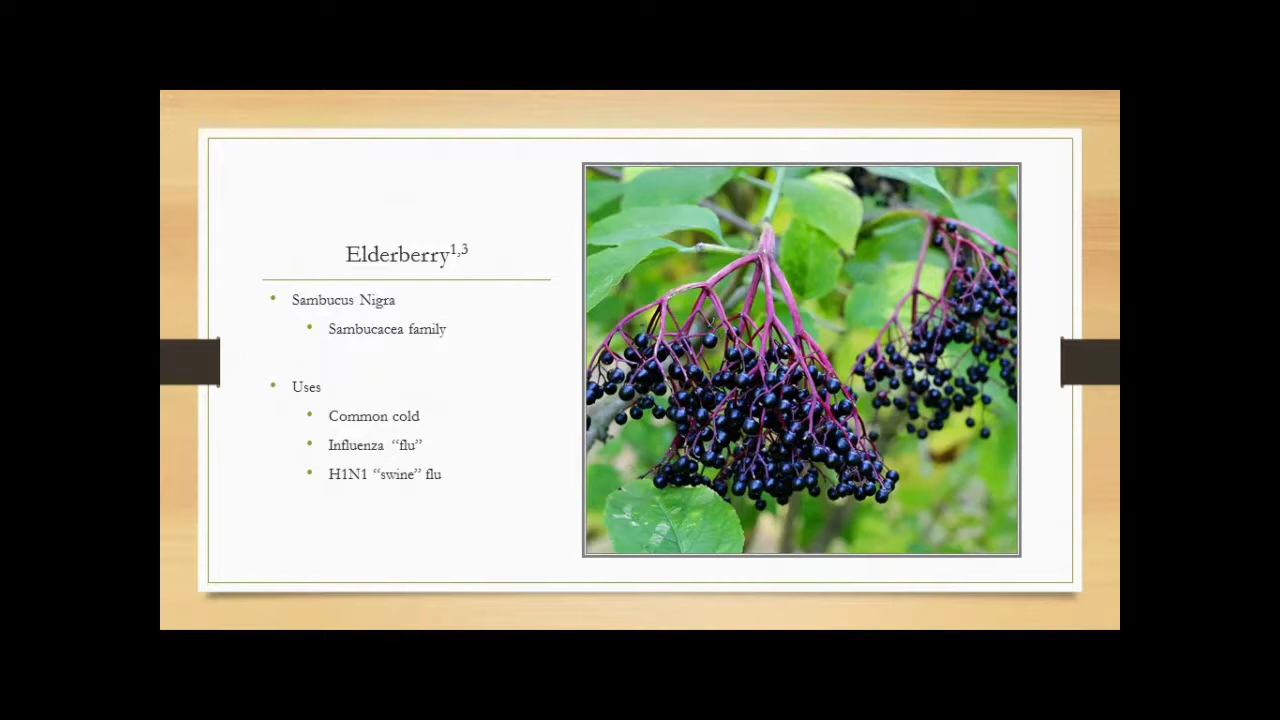 Elderberry1,3
Sambucus Nigra
Sambucacea family
Uses
Common cold
Influenza “flu”
H1N1 “swine” flu